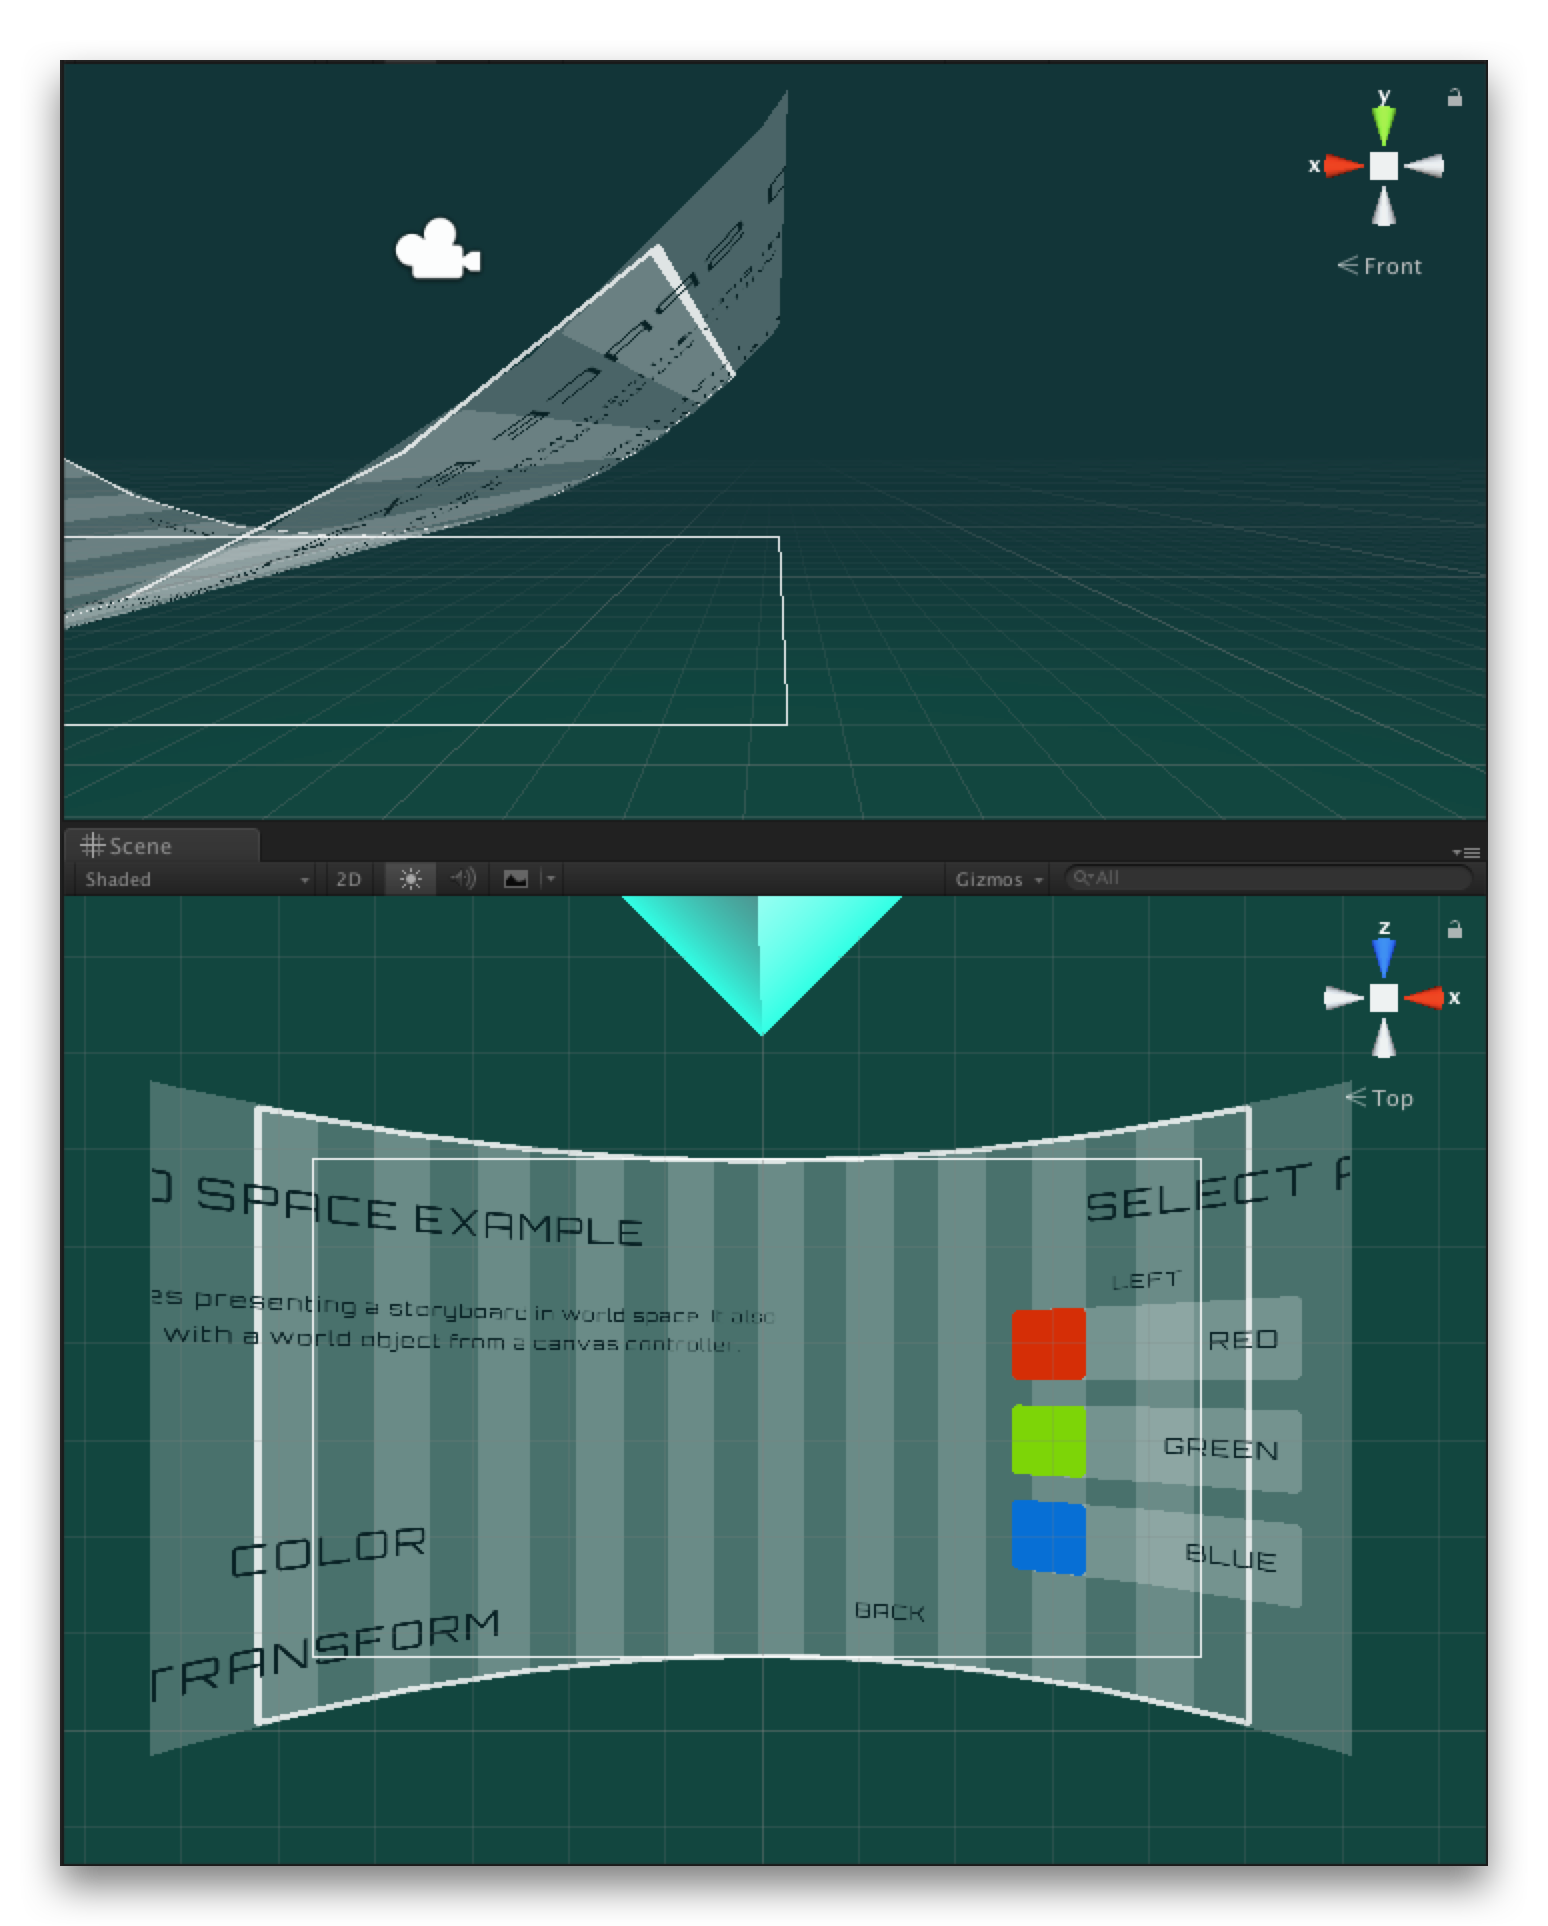 y
x
Front
Scene
Shaded
2D
Gizmos
All
z
x
Top
SPACE EXAMPLE
SELECT
presenting a storyboard in world space. It also
with a world object from a canvas controller.
LEFT
RED
GREEN
BLUE
COLOR
BACK
TRANSFORM